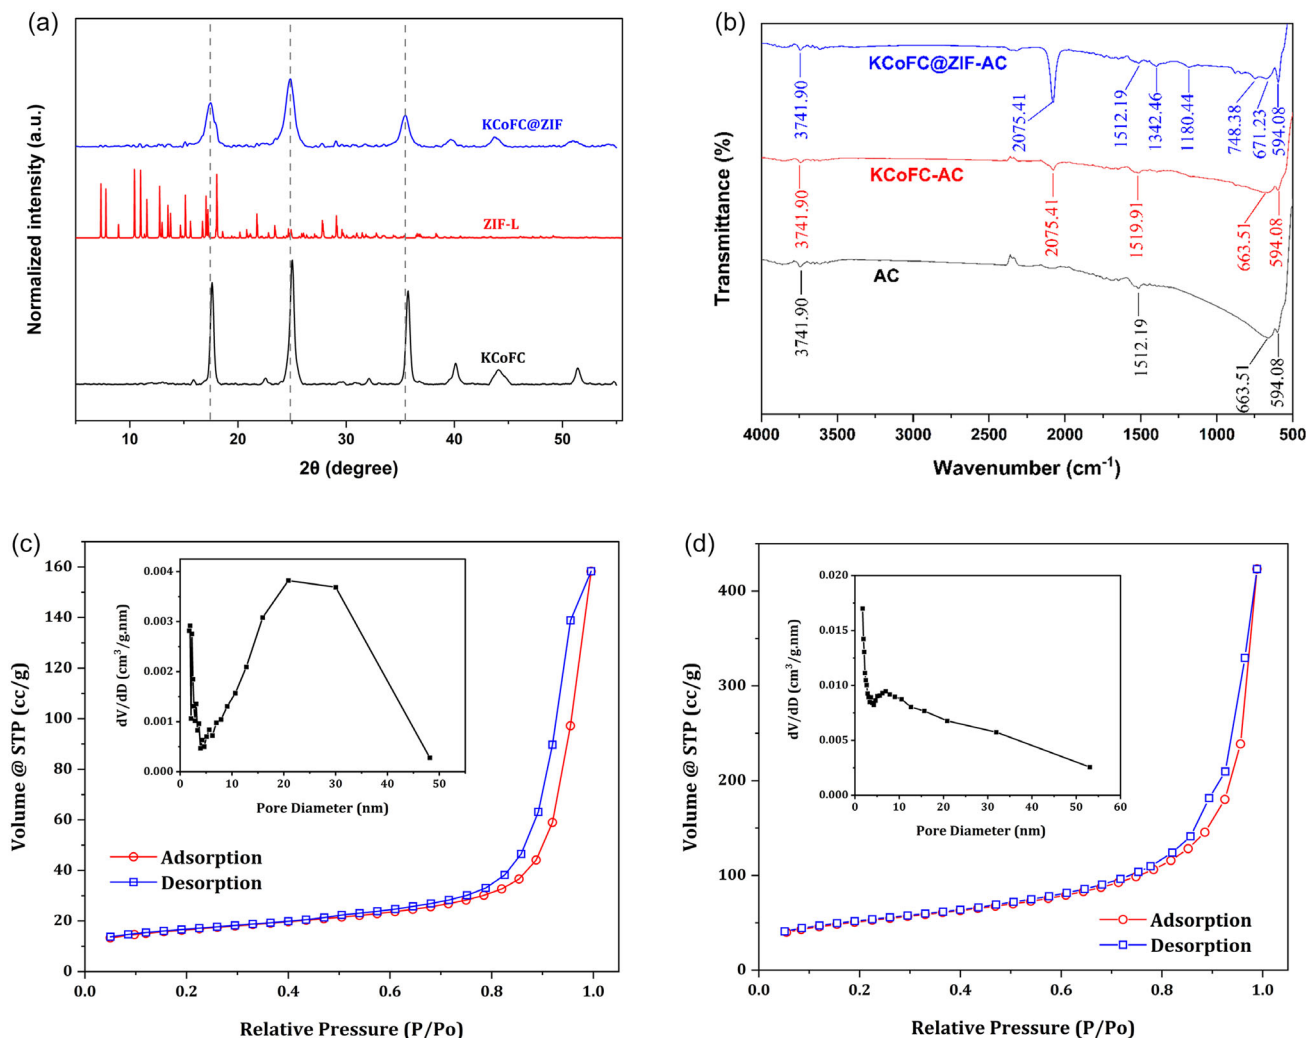 (a)
Normalized intensity (a.u.)
KCoFC@ZIF
ZIF-L
KCoFC
10 20 30 40 50
2θ (degree)
(b)
Transmittance (%)
KCoFC@ZIF-AC
3741.90 2075.41 1512.19 1342.46 1180.44 748.38 671.23 594.08
KCoFC-AC
3741.90 2075.41 1519.91 663.51 594.08
AC
3741.90 1512.19 663.51 594.08
4000 3500 3000 2500 2000 1500 1000 500
Wavenumber (cm⁻¹)
(c)
Volume @ STP (cc/g)
160
140
120
100
80
60
40
20
0
0.0 0.2 0.4 0.6 0.8 1.0
Relative Pressure (P/Po)
dV/dD (cm³/g.nm)
0.004
0.003
0.002
0.001
0.000
0 10 20 30 40 50
Pore Diameter (nm)
Adsorption
Desorption
(d)
Volume @ STP (cc/g)
400
300
200
100
0
0.0 0.2 0.4 0.6 0.8 1.0
Relative Pressure (P/Po)
dV/dD (cm³/g.nm)
0.020
0.015
0.010
0.005
0.000
0 10 20 30 40 50 60
Pore Diameter (nm)
Adsorption
Desorption